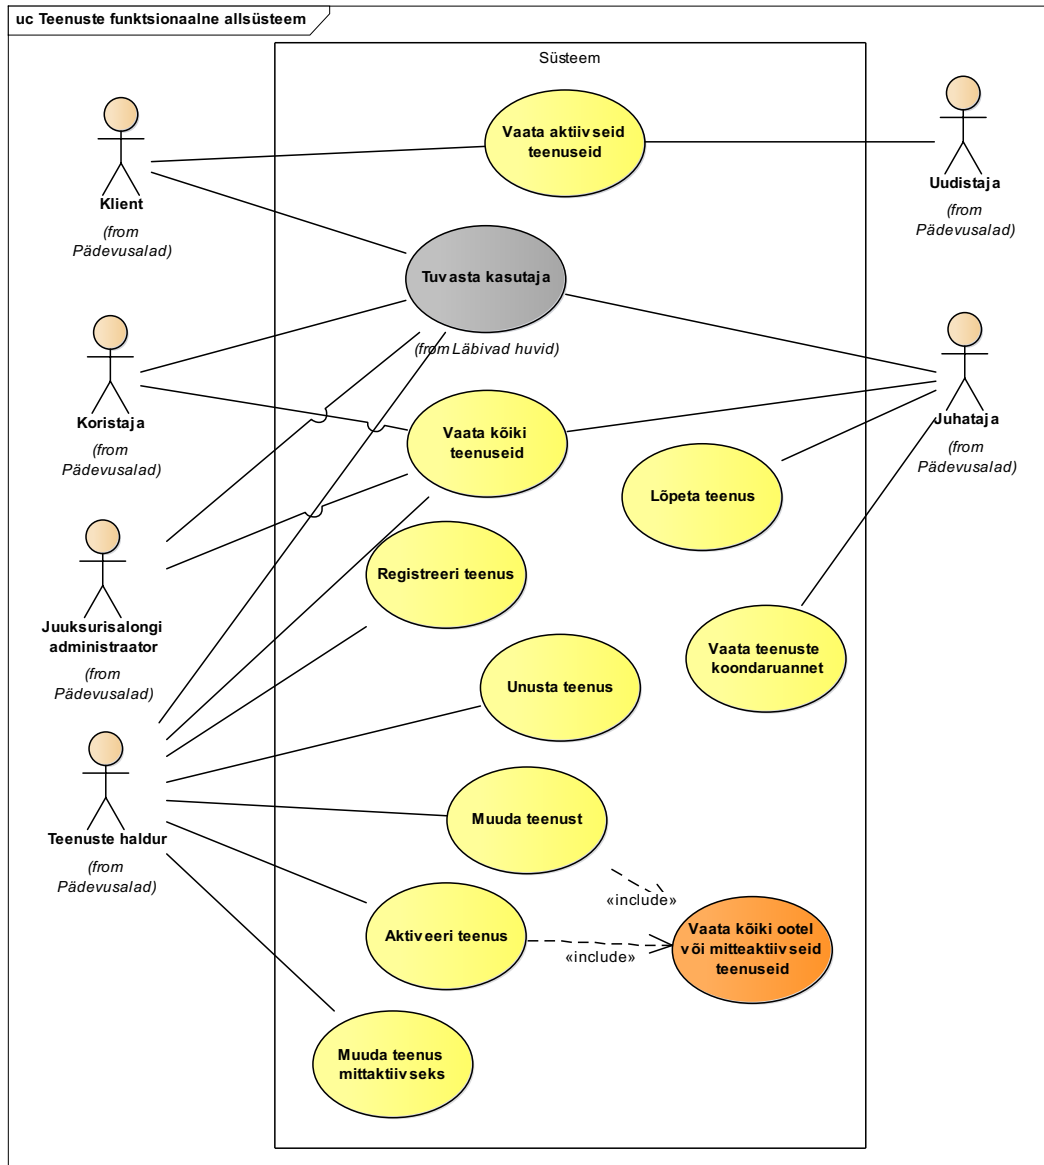 uc Teenuste funktsionaalne allsüsteem
Süsteem
Vaata aktiivseid
teenuseid
Klient
(from
Pädevusalad)
Uudistaja
(from
Pädevusalad)
Tuvasta kasutaja
(from Läbivad huvid)
Koristaja
(from
Pädevusalad)
Juhataja
(from
Pädevusalad)
Vaata kõiki
teenuseid
Lõpeta teenus
Registreeri teenus
Juuksurisalongi
administraator
(from
Pädevusalad)
Vaata teenuste
koondaruannet
Unusta teenus
Teenuste haldur
(from
Pädevusalad)
Muuda teenust
«include»
Aktiveeri teenus
«include»
Vaata kõiki ootel
või mitteaktiivseid
teenuseid
Muuda teenus
mittaktiivseks